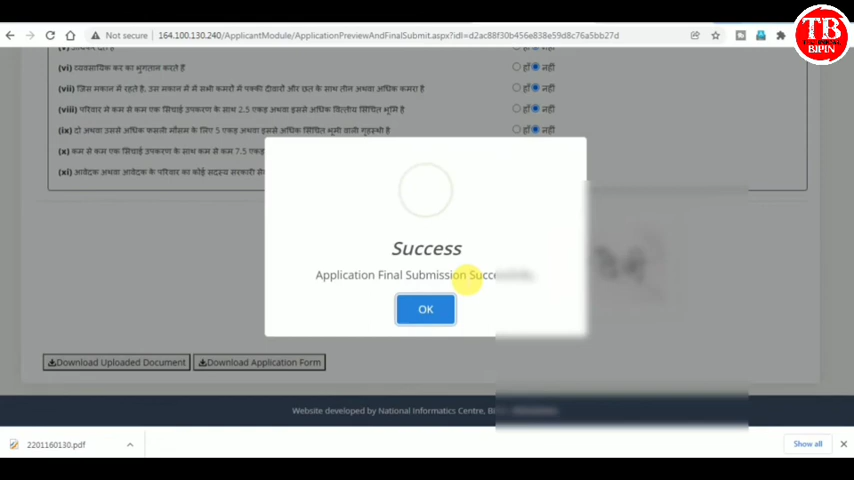 Not secure
164.100.130.240/ApplicantModule/ApplicationPreviewAndFinalSubmit.aspx?idl=d2ac88f30b456e838e59d8c76a5bb27d
TB
BIPIN
हाँ नहीं
(vi) व्यवसायिक कर का भुगतान करते हैं
हाँ नहीं
(vii) जिस मकान में रहते है, उस मकान में में सभी कमरों में पक्की दीवारों और छत के साथ तीन अथवा अधिक कमरा है
हाँ नहीं
(viii) परिवार में कम से कम एक सिंचाई उपकरण के साथ 2.5 एकड़ अथवा इससे अधिक सिंचित भूमि है
हाँ नहीं
(ix) दो अथवा उससे अधिक फसली मौसम के लिए 5 एकड़ अथवा इससे अधिक सिंचित भूमी वाली गृहस्थी है
हाँ नहीं
(x) कम से कम एक सिंचाई उपकरण के साथ कम से कम 7.5 एकड़
(xi) आवेदक अथवा आवेदक के परिवार का कोई सदस्य सरकारी
Success
Application Final Submission
OK
Download Uploaded Document
Download Application Form
Website developed by National Informatics Centre,
2201160130.pdf
Show all